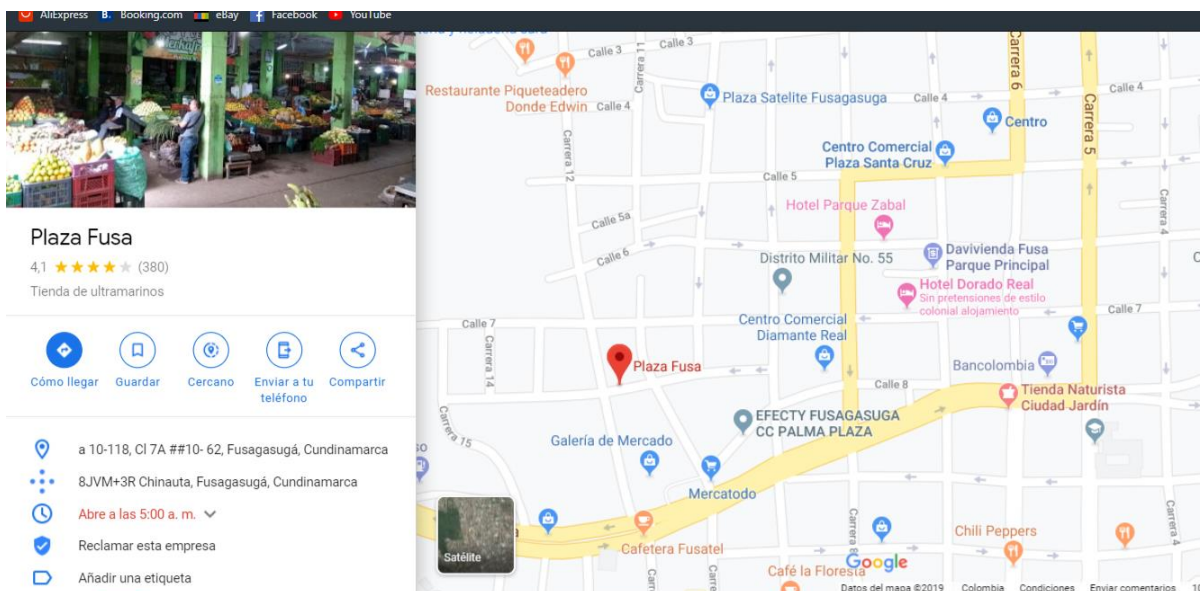 AliExpress B. Booking.com eBay Facebook YouTube
Plaza Fusa
4,1 (380)
Tienda de ultramarinos
Cómo llegar
Guardar
Cercano
Enviar a tu
teléfono
Compartir
a 10-118, Cl 7A ##10- 62, Fusagasugá, Cundinamarca
8JVM+3R Chinauta, Fusagasugá, Cundinamarca
Abre a las 5:00 a. m.
Reclamar esta empresa
Añadir una etiqueta
Satélite
Calle 3
Calle 3
Carrera 11
Carrera 6
Restaurante Piqueteadero
Donde Edwin
Calle 4
Plaza Satelite Fusagasuga
Calle 4
Calle 4
Centro
Carrera 5
Carrera 12
Centro Comercial
Plaza Santa Cruz
Calle 5
Carrera 4
Hotel Parque Zabal
Calle 5a
Calle 6
Distrito Militar No. 55
Davivienda Fusa
Parque Principal
Hotel Dorado Real
Sin pretensiones de estilo
colonial alojamiento
Calle 7
Calle 7
Centro Comercial
Diamante Real
Carrera 14
Plaza Fusa
Bancolombia
Calle 8
Tienda Naturista
Ciudad Jardín
Carrera 15
EFECTY FUSAGASUGA
CC PALMA PLAZA
Galería de Mercado
Mercatodo
Carrera 4
Carrera 8
Chili Peppers
Cafetera Fusatel
Café la Floresta
Google
Datos del mapa ©2019 Colombia Condiciones Enviar comentarios